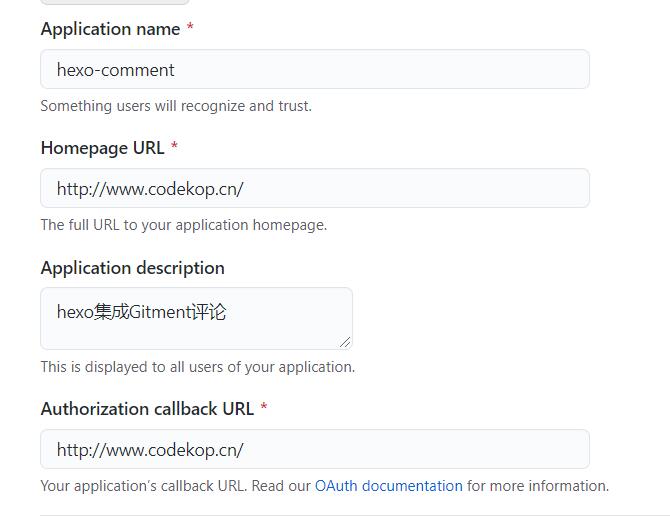 Application name *
hexo-comment
Something users will recognize and trust.
Homepage URL *
http://www.codekop.cn/
The full URL to your application homepage.
Application description
hexo集成Gitment评论
This is displayed to all users of your application.
Authorization callback URL *
http://www.codekop.cn/
Your application's callback URL. Read our OAuth documentation for more information.